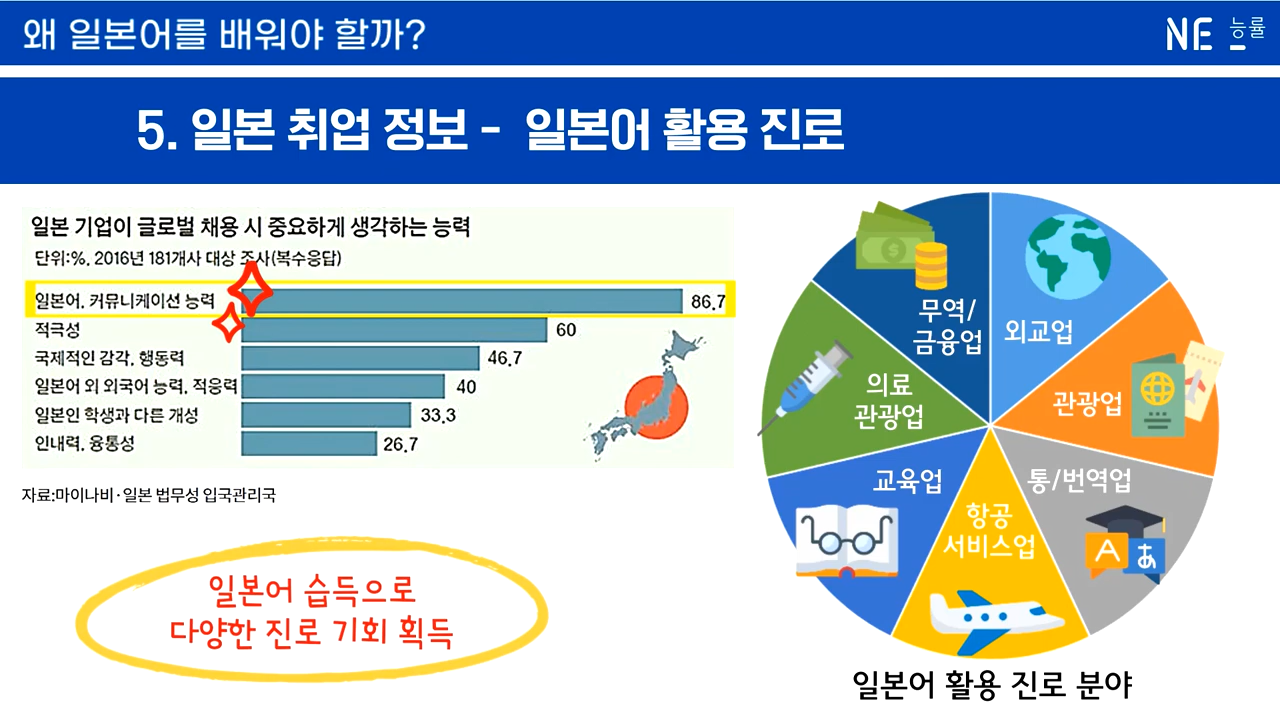 왜 일본어를 배워야 할까?
NE 능률
5. 일본 취업 정보 - 일본어 활용 진로
일본 기업이 글로벌 채용 시 중요하게 생각하는 능력
단위:%, 2016년 181개사 대상 조사(복수응답)
일본어, 커뮤니케이션 능력 86.7
적극성 60
국제적인 감각, 행동력 46.7
일본어 외 외국어 능력, 적응력 40
일본인 학생과 다른 개성 33.3
인내력, 융통성 26.7
자료:마이나비·일본 법무성 입국관리국
일본어 습득으로
다양한 진로 기회 획득
무역/
금융업
외교업
의료
관광업
관광업
교육업
통/번역업
항공
서비스업
A あ
일본어 활용 진로 분야